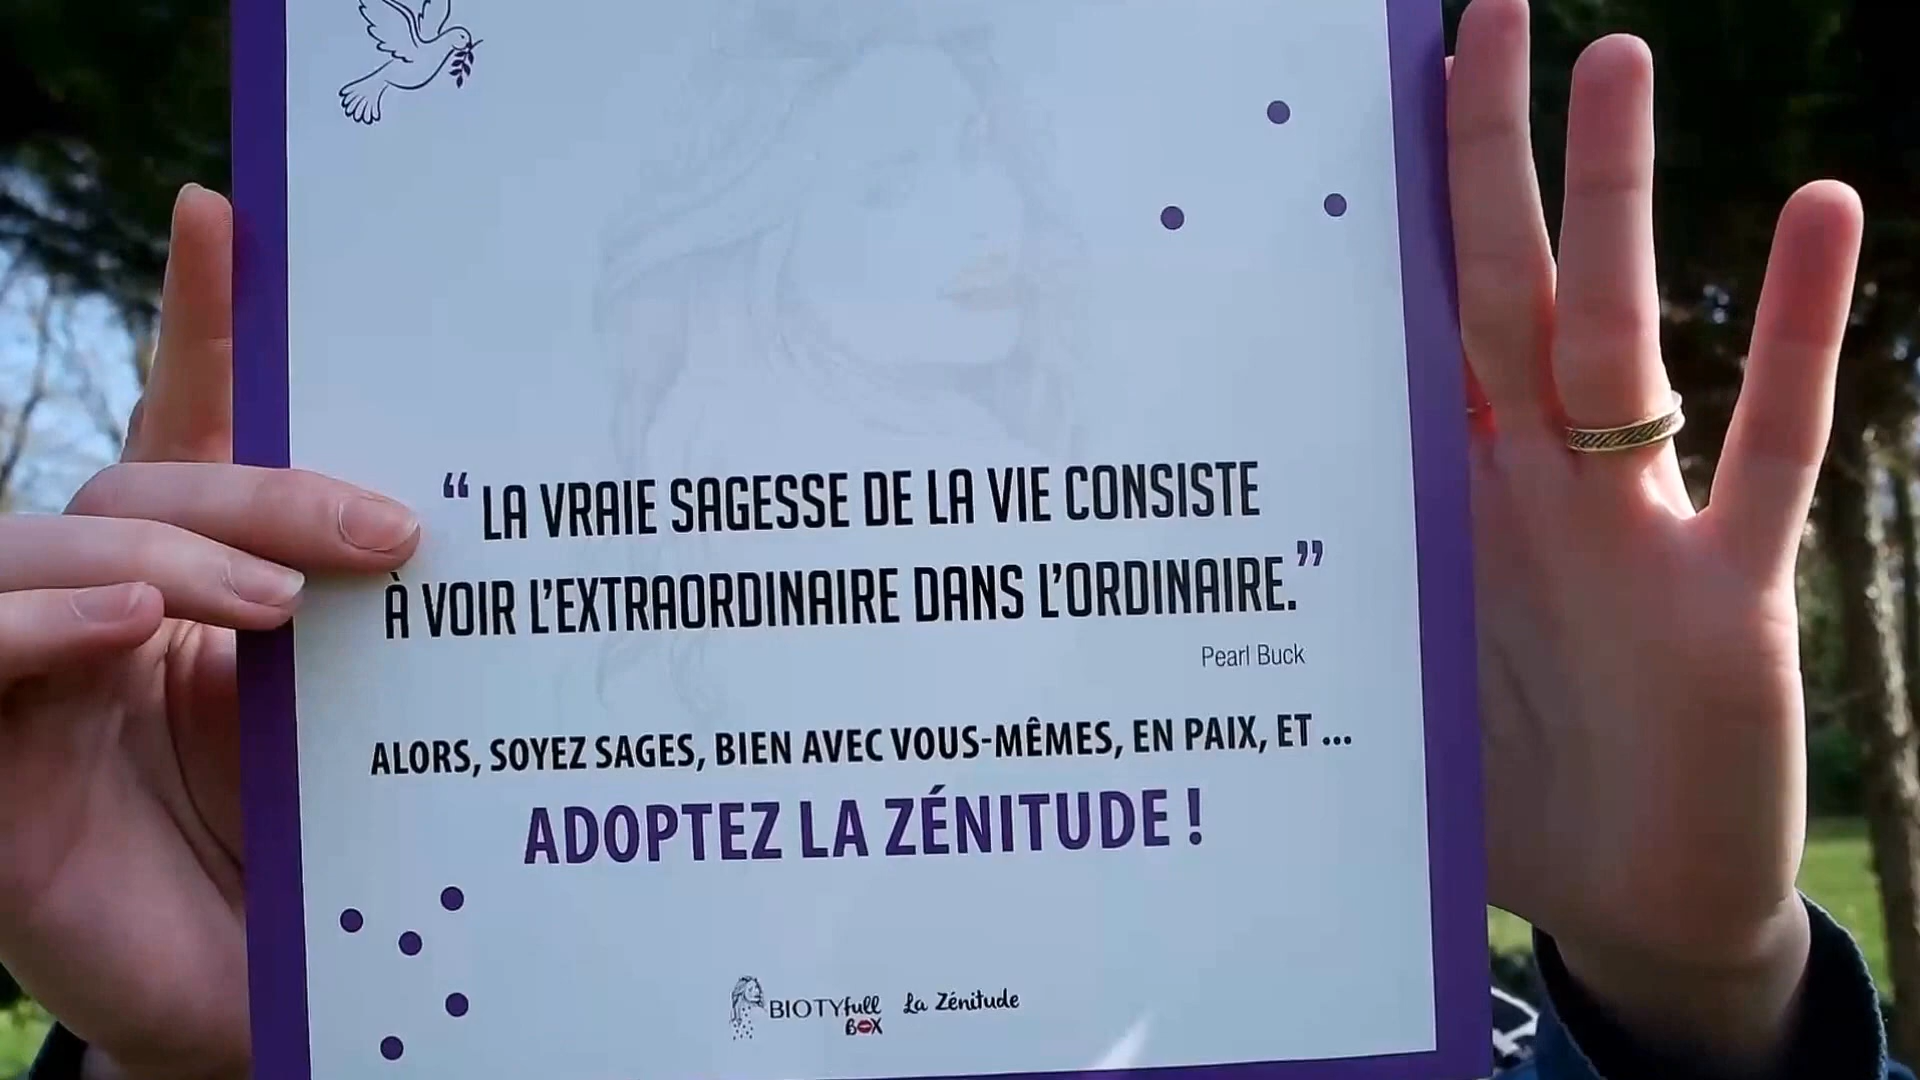 “ LA VRAIE SAGESSE DE LA VIE CONSISTE
À VOIR L’EXTRAORDINAIRE DANS L’ORDINAIRE.”
Pearl Buck
ALORS, SOYEZ SAGES, BIEN AVEC VOUS-MÊMES, EN PAIX, ET ...
ADOPTEZ LA ZÉNITUDE !
BIOTYfull La Zénitude
BOX